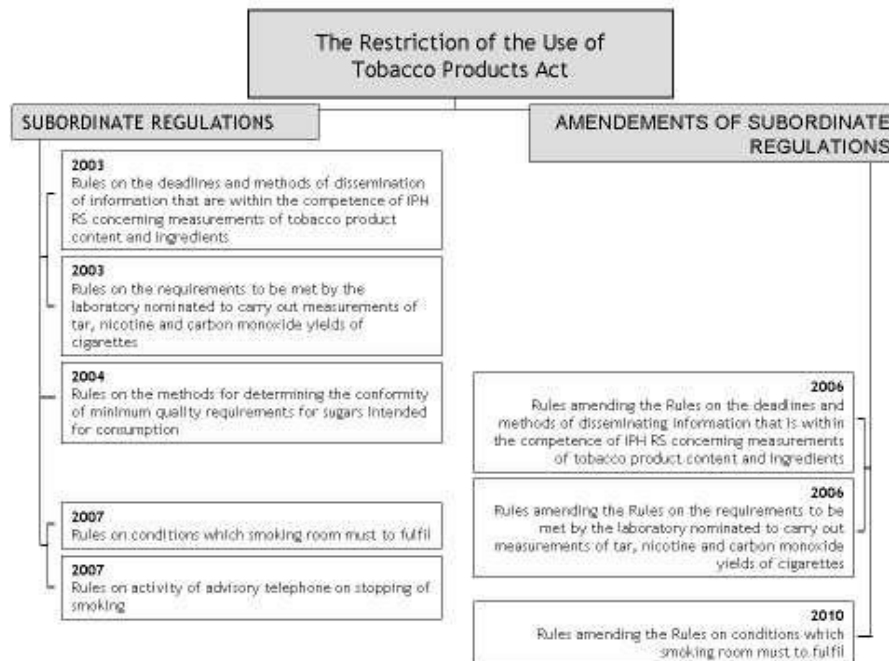 The Restriction of the Use of
Tobacco Products Act
SUBORDINATE REGULATIONS
2003
Rules on the deadlines and methods of dissemination
of information that are within the competence of IPH
RS concerning measurements of tobacco product
content and ingredients
2003
Rules on the requirements to be met by the
laboratory nominated to carry out measurements of
tar, nicotine and carbon monoxide yields of
cigarettes
2004
Rules on the methods for determining the conformity
of minimum quality requirements for sugars intended
for consumption
2007
Rules on conditions which smoking room must to fulfil
2007
Rules on activity of advisory telephone on stopping of
smoking
AMENDEMENTS OF SUBORDINATE
REGULATIONS
2006
Rules amending the Rules on the deadlines and
methods of disseminating information that is within
the competence of IPH RS concerning measurements
of tobacco product content and ingredients
2006
Rules amending the Rules on the requirements to be
met by the laboratory nominated to carry out
measurements of tar, nicotine and carbon monoxide
yields of cigarettes
2010
Rules amending the Rules on conditions which
smoking room must to fulfil